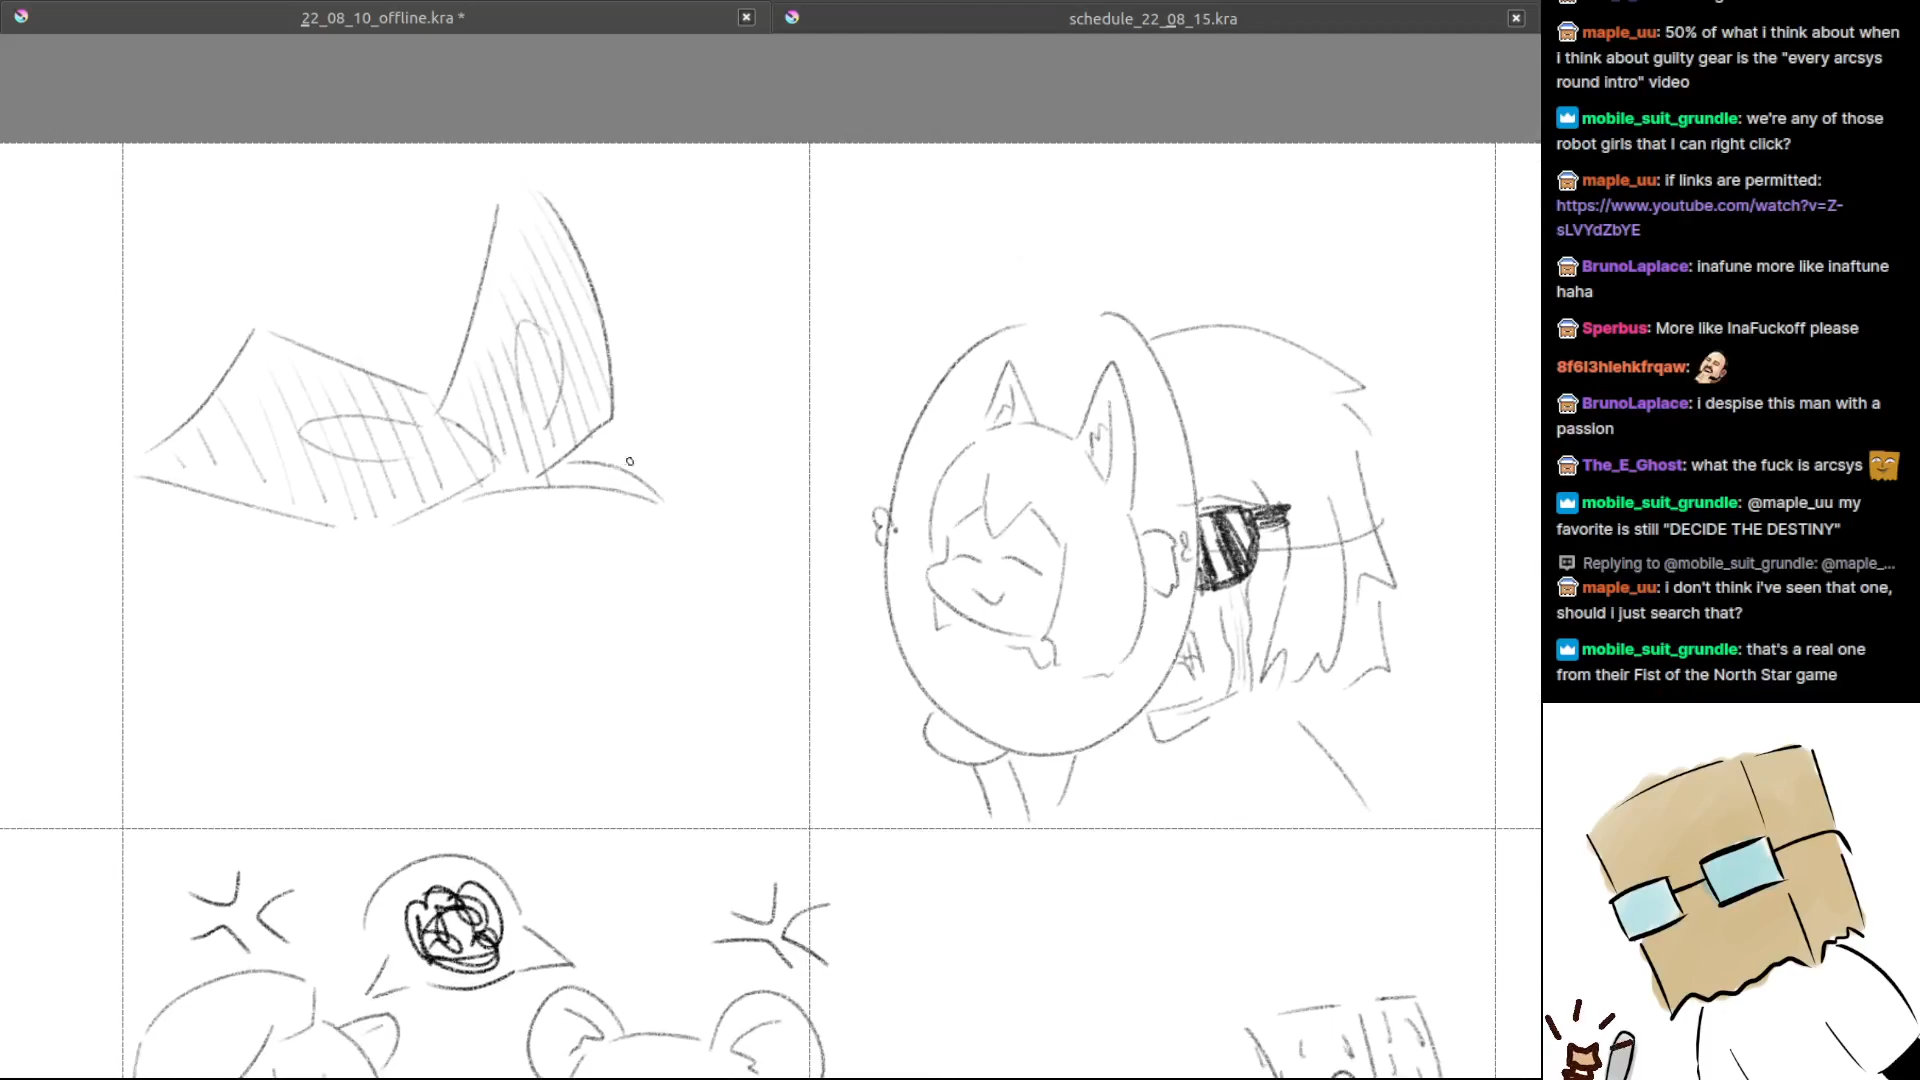 22_08_10_offline.kra *
schedule_22_08_15.kra
maple_uu: 50% of what i think about when
i think about guilty gear is the "every arcsys
round intro" video
mobile_suit_grundle: we're any of those
robot girls that I can right click?
maple_uu: if links are permitted:
https://www.youtube.com/watch?v=Z-
sLVYdZbYE
BrunoLaplace: inafune more like inaftune
haha
Sperbus: More like InaFuckoff please
8f6l3hlehkfrqaw:
BrunoLaplace: i despise this man with a
passion
The_E_Ghost: what the fuck is arcsys
mobile_suit_grundle: @maple_uu my
favorite is still "DECIDE THE DESTINY"
Replying to @mobile_suit_grundle: @maple_...
maple_uu: i don't think i've seen that one,
should i just search that?
mobile_suit_grundle: that's a real one
from their Fist of the North Star game